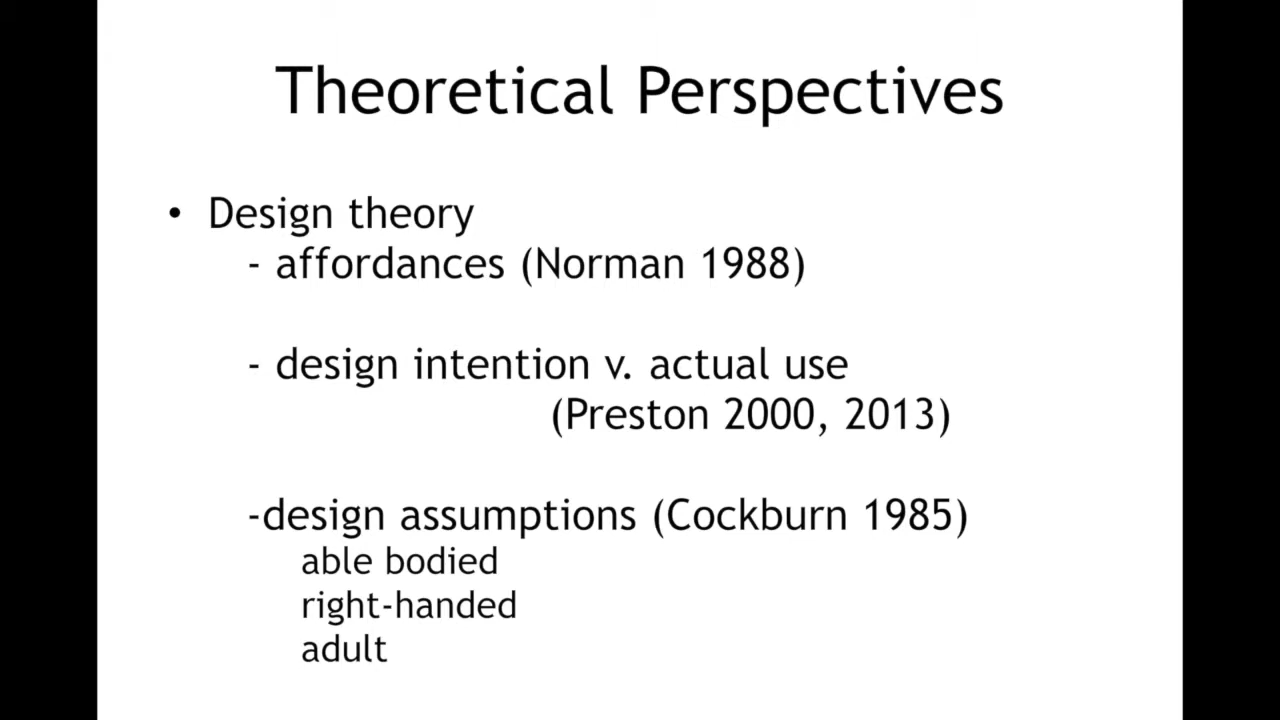 Theoretical Perspectives
• Design theory
- affordances (Norman 1988)
- design intention v. actual use
(Preston 2000, 2013)
-design assumptions (Cockburn 1985)
able bodied
right-handed
adult